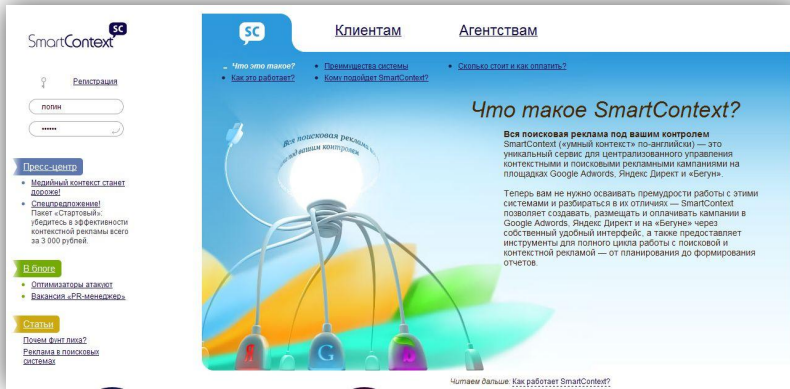 SmartContext SC
Регистрация
логин
••••••
Пресс-центр
Медийный контекст станет
дороже!
Спецпредложение!
Пакет «Стартовый»:
убедитесь в эффективности
контекстной рекламы всего
за 3 000 рублей.
В блоге
Оптимизаторы атакуют
Вакансия «PR-менеджер»
Статьи
Почем фунт лиха?
Реклама в поисковых
системах
SC
Клиентам
Агентствам
Что это такое?
Как это работает?
Преимущества системы
Кому подойдет SmartContext?
Сколько стоит и как оплатить?
Вся поисковая реклама
под вашим контролем
Что такое SmartContext?
Вся поисковая реклама под вашим контролем
SmartContext («умный контекст» по-английски) — это
уникальный сервис для централизованного управления
контекстными и поисковыми рекламными кампаниями на
площадках Google Adwords, Яндекс Директ и «Бегун».
Теперь вам не нужно осваивать премудрости работы с этими
системами и разбираться в их отличиях — SmartContext
позволяет создавать, размещать и оплачивать кампании в
Google Adwords, Яндекс Директ и на «Бегуне» через
собственный удобный интерфейс, а также предоставляет
инструменты для полного цикла работы с поисковой и
контекстной рекламой — от планирования до формирования
отчетов.
Я
G
Читаем дальше: Как работает SmartContext?